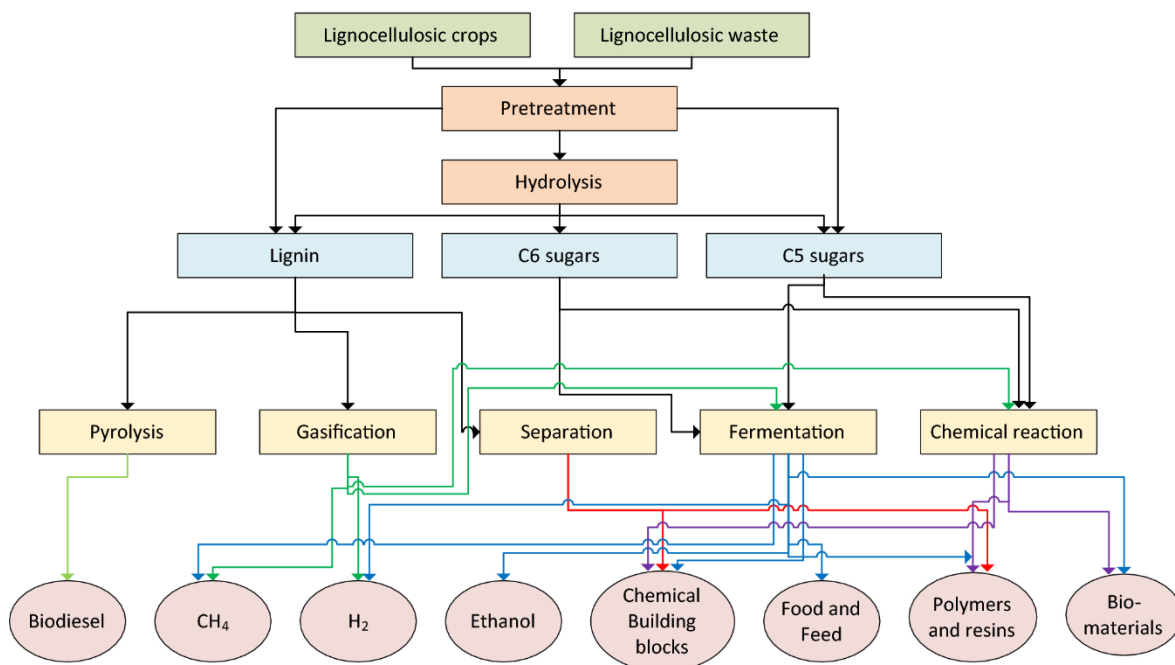 Lignocellulosic crops
Lignocellulosic waste
Pretreatment
Hydrolysis
Lignin
C6 sugars
C5 sugars
Pyrolysis
Gasification
Separation
Fermentation
Chemical reaction
Biodiesel
CH₄
H₂
Ethanol
Chemical
Building
blocks
Food and
Feed
Polymers
and resins
Bio-
materials